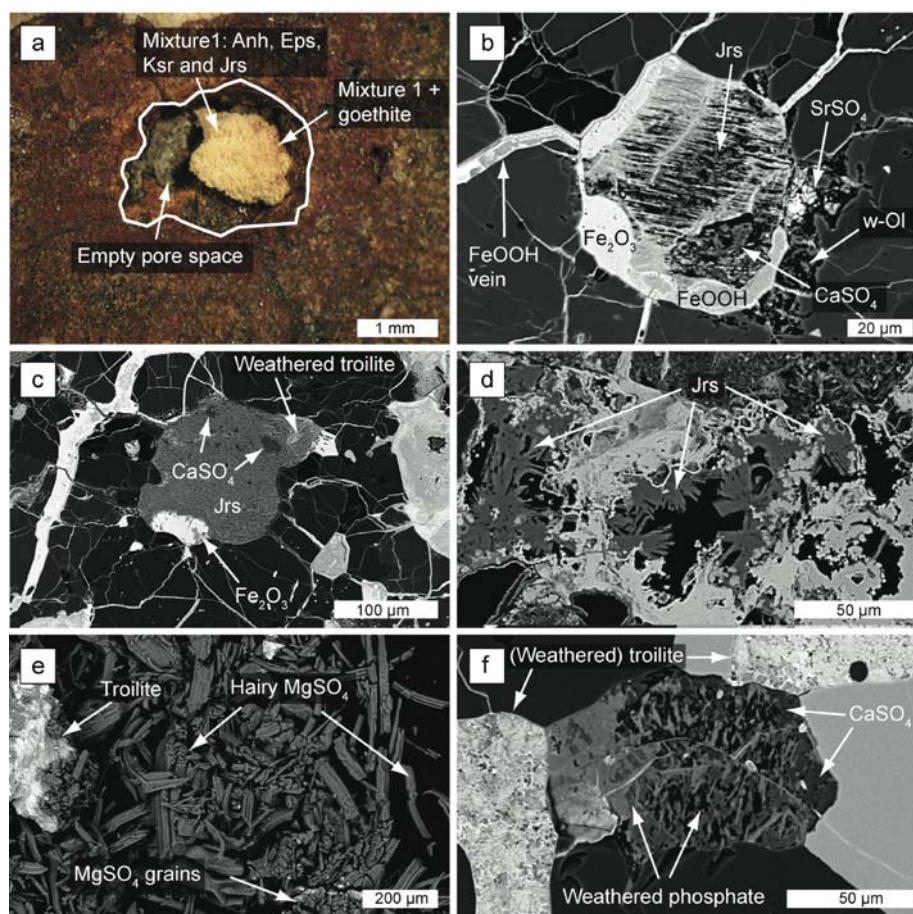 a
Mixture1: Anh, Eps,
Ksr and Jrs
Mixture 1 +
goethite
Empty pore space
1 mm
b
Jrs
SrSO4
w-Ol
Fe2O3
FeOOH
vein
FeOOH
CaSO4
20 µm
c
Weathered troilite
CaSO4
Jrs
Fe2O3
100 µm
d
Jrs
50 µm
e
Troilite
Hairy MgSO4
MgSO4 grains
200 µm
f
(Weathered) troilite
CaSO4
Weathered phosphate
50 µm